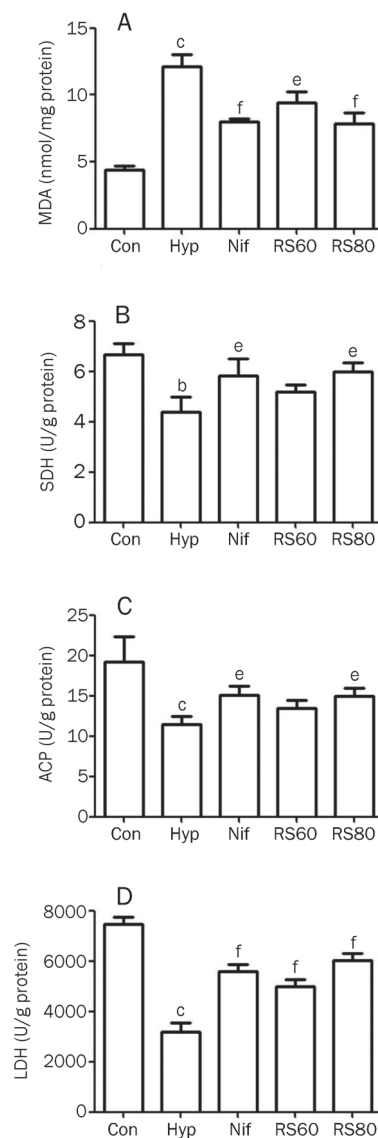 A
MDA (nmol/mg protein)
15
10
5
0
c
f
e
f
Con Hyp Nif RS60 RS80
B
SDH (U/g protein)
8
6
4
2
0
b
e
e
Con Hyp Nif RS60 RS80
C
ACP (U/g protein)
25
20
15
10
5
0
c
e
e
Con Hyp Nif RS60 RS80
D
LDH (U/g protein)
8000
6000
4000
2000
0
c
f
f
f
Con Hyp Nif RS60 RS80